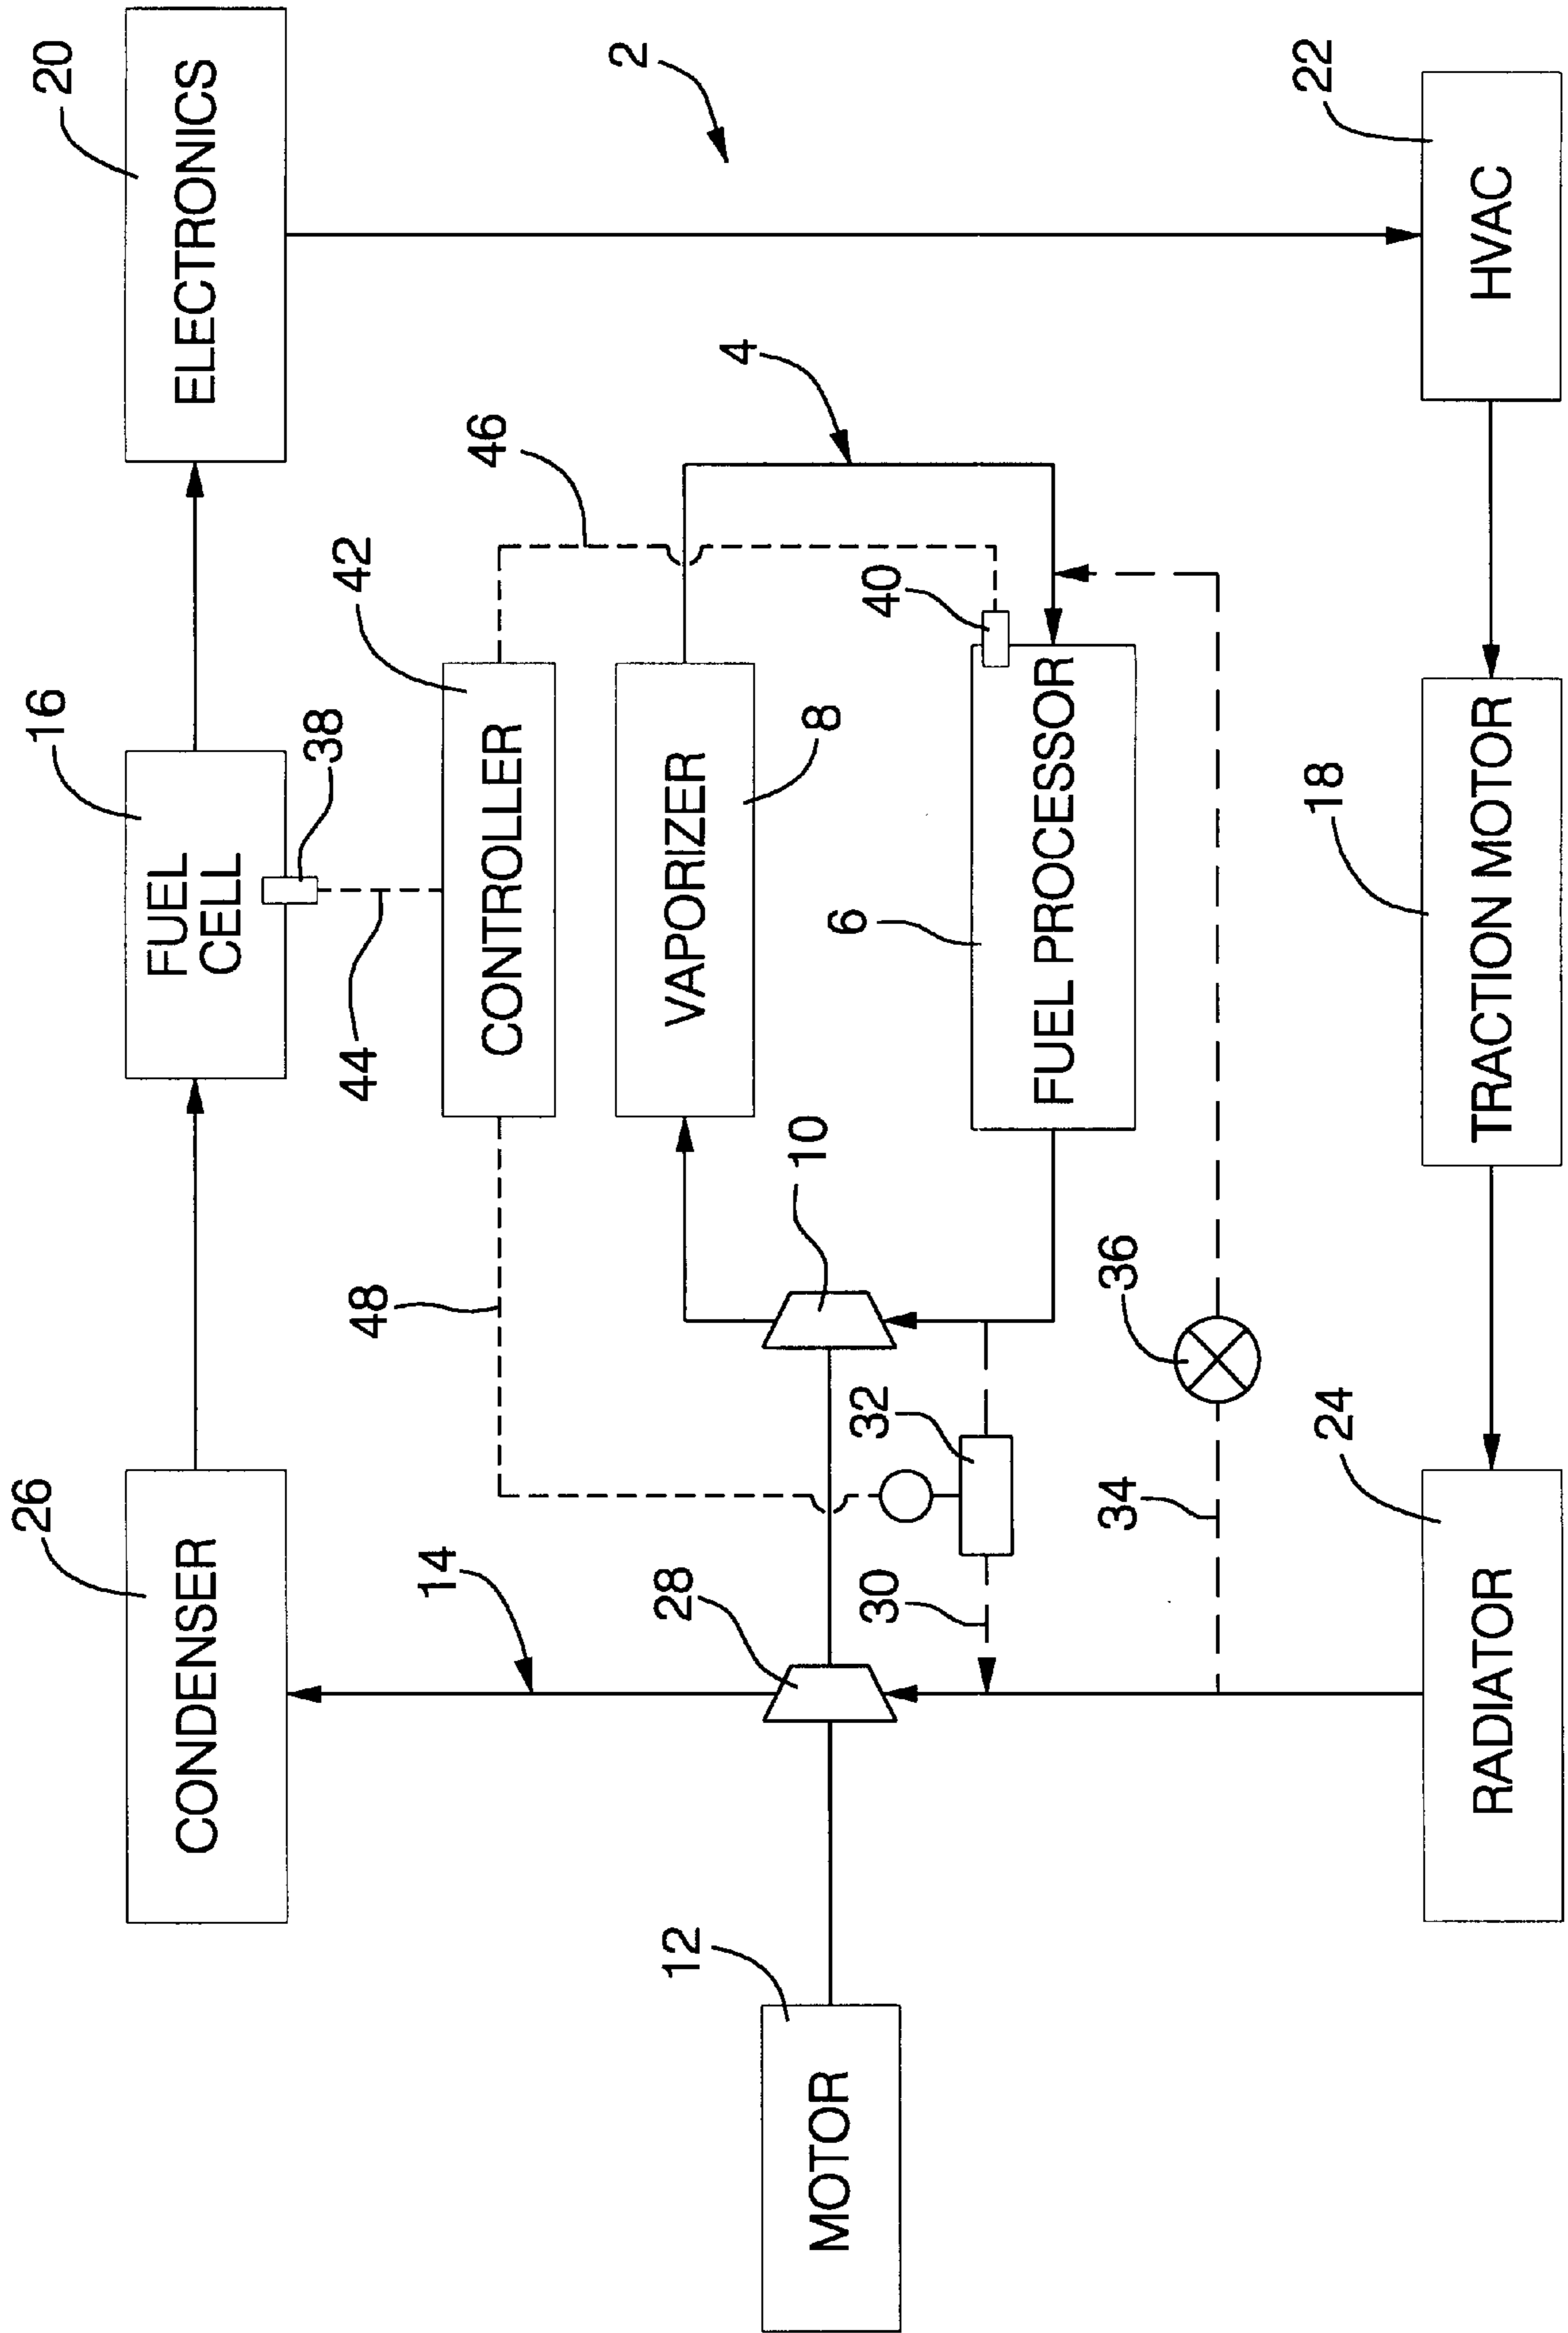 26
16
20
CONDENSER
FUEL
CELL
ELECTRONICS
38
44
42
48
14
46
2
CONTROLLER
12
28
VAPORIZER
4
10
8
MOTOR
6
40
30
32
FUEL PROCESSOR
34
36
24
18
22
RADIATOR
TRACTION MOTOR
HVAC